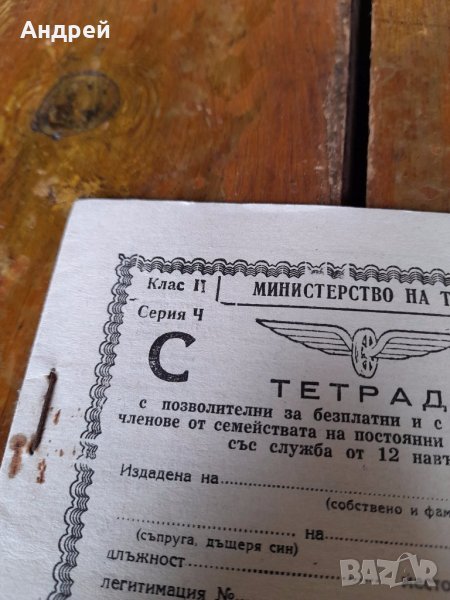 Андрей
Клас II
МИНИСТЕРСТВО НА Т
Серия Ч
С
ТЕТРАД
с позволителни за безплатни и с
членове от семействата на постоянни
със служба от 12 навъ
Издадена на
(собствено и фам
на
(съпруга, дъщеря син)
длъжност
легитимация №
BAZAR